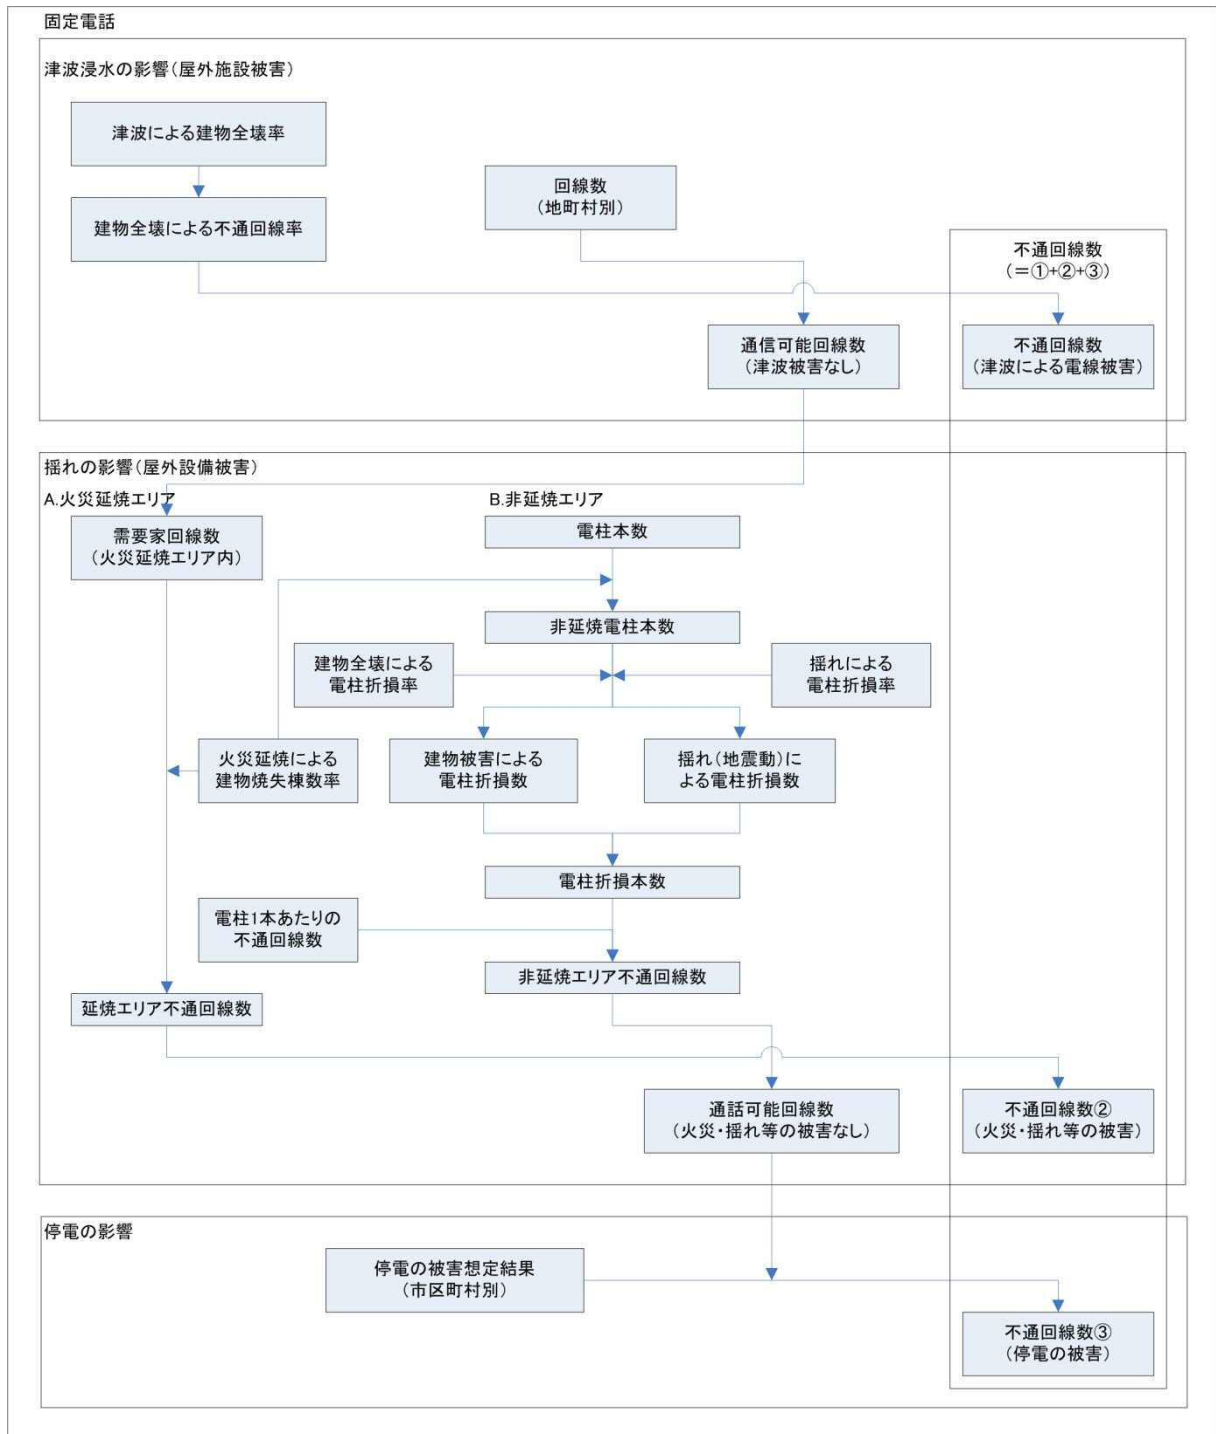 固定電話
津波浸水の影響(屋外施設被害)
津波による建物全壊率
建物全壊による不通回線率
回線数
(地町村別)
不通回線数
(=①+②+③)
通信可能回線数
(津波被害なし)
不通回線数
(津波による電線被害)
揺れの影響(屋外設備被害)
A.火災延焼エリア
B.非延焼エリア
需要家回線数
(火災延焼エリア内)
電柱本数
非延焼電柱本数
建物全壊による
電柱折損率
揺れによる
電柱折損率
火災延焼による
建物焼失棟数率
建物被害による
電柱折損数
揺れ(地震動)に
よる電柱折損数
電柱折損本数
電柱1本あたりの
不通回線数
非延焼エリア不通回線数
延焼エリア不通回線数
通話可能回線数
(火災・揺れ等の被害なし)
不通回線数②
(火災・揺れ等の被害)
停電の影響
停電の被害想定結果
(市区町村別)
不通回線数③
(停電の被害)